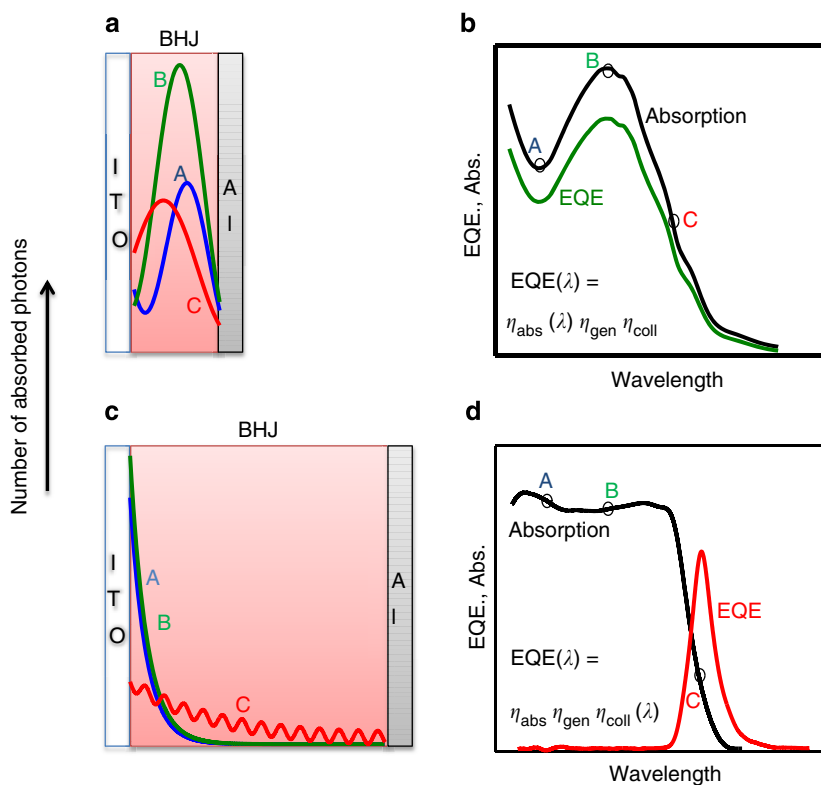 a
BHJ
I
T
O
B
A
C
A
l
Number of absorbed photons
b
B
Absorption
A
EQE
C
EQE(λ) =
ηabs (λ) ηgen ηcoll
EQE., Abs.
Wavelength
c
BHJ
I
T
O
A
B
C
A
l
d
A
B
Absorption
EQE
C
EQE(λ) =
ηabs ηgen ηcoll (λ)
EQE., Abs.
Wavelength